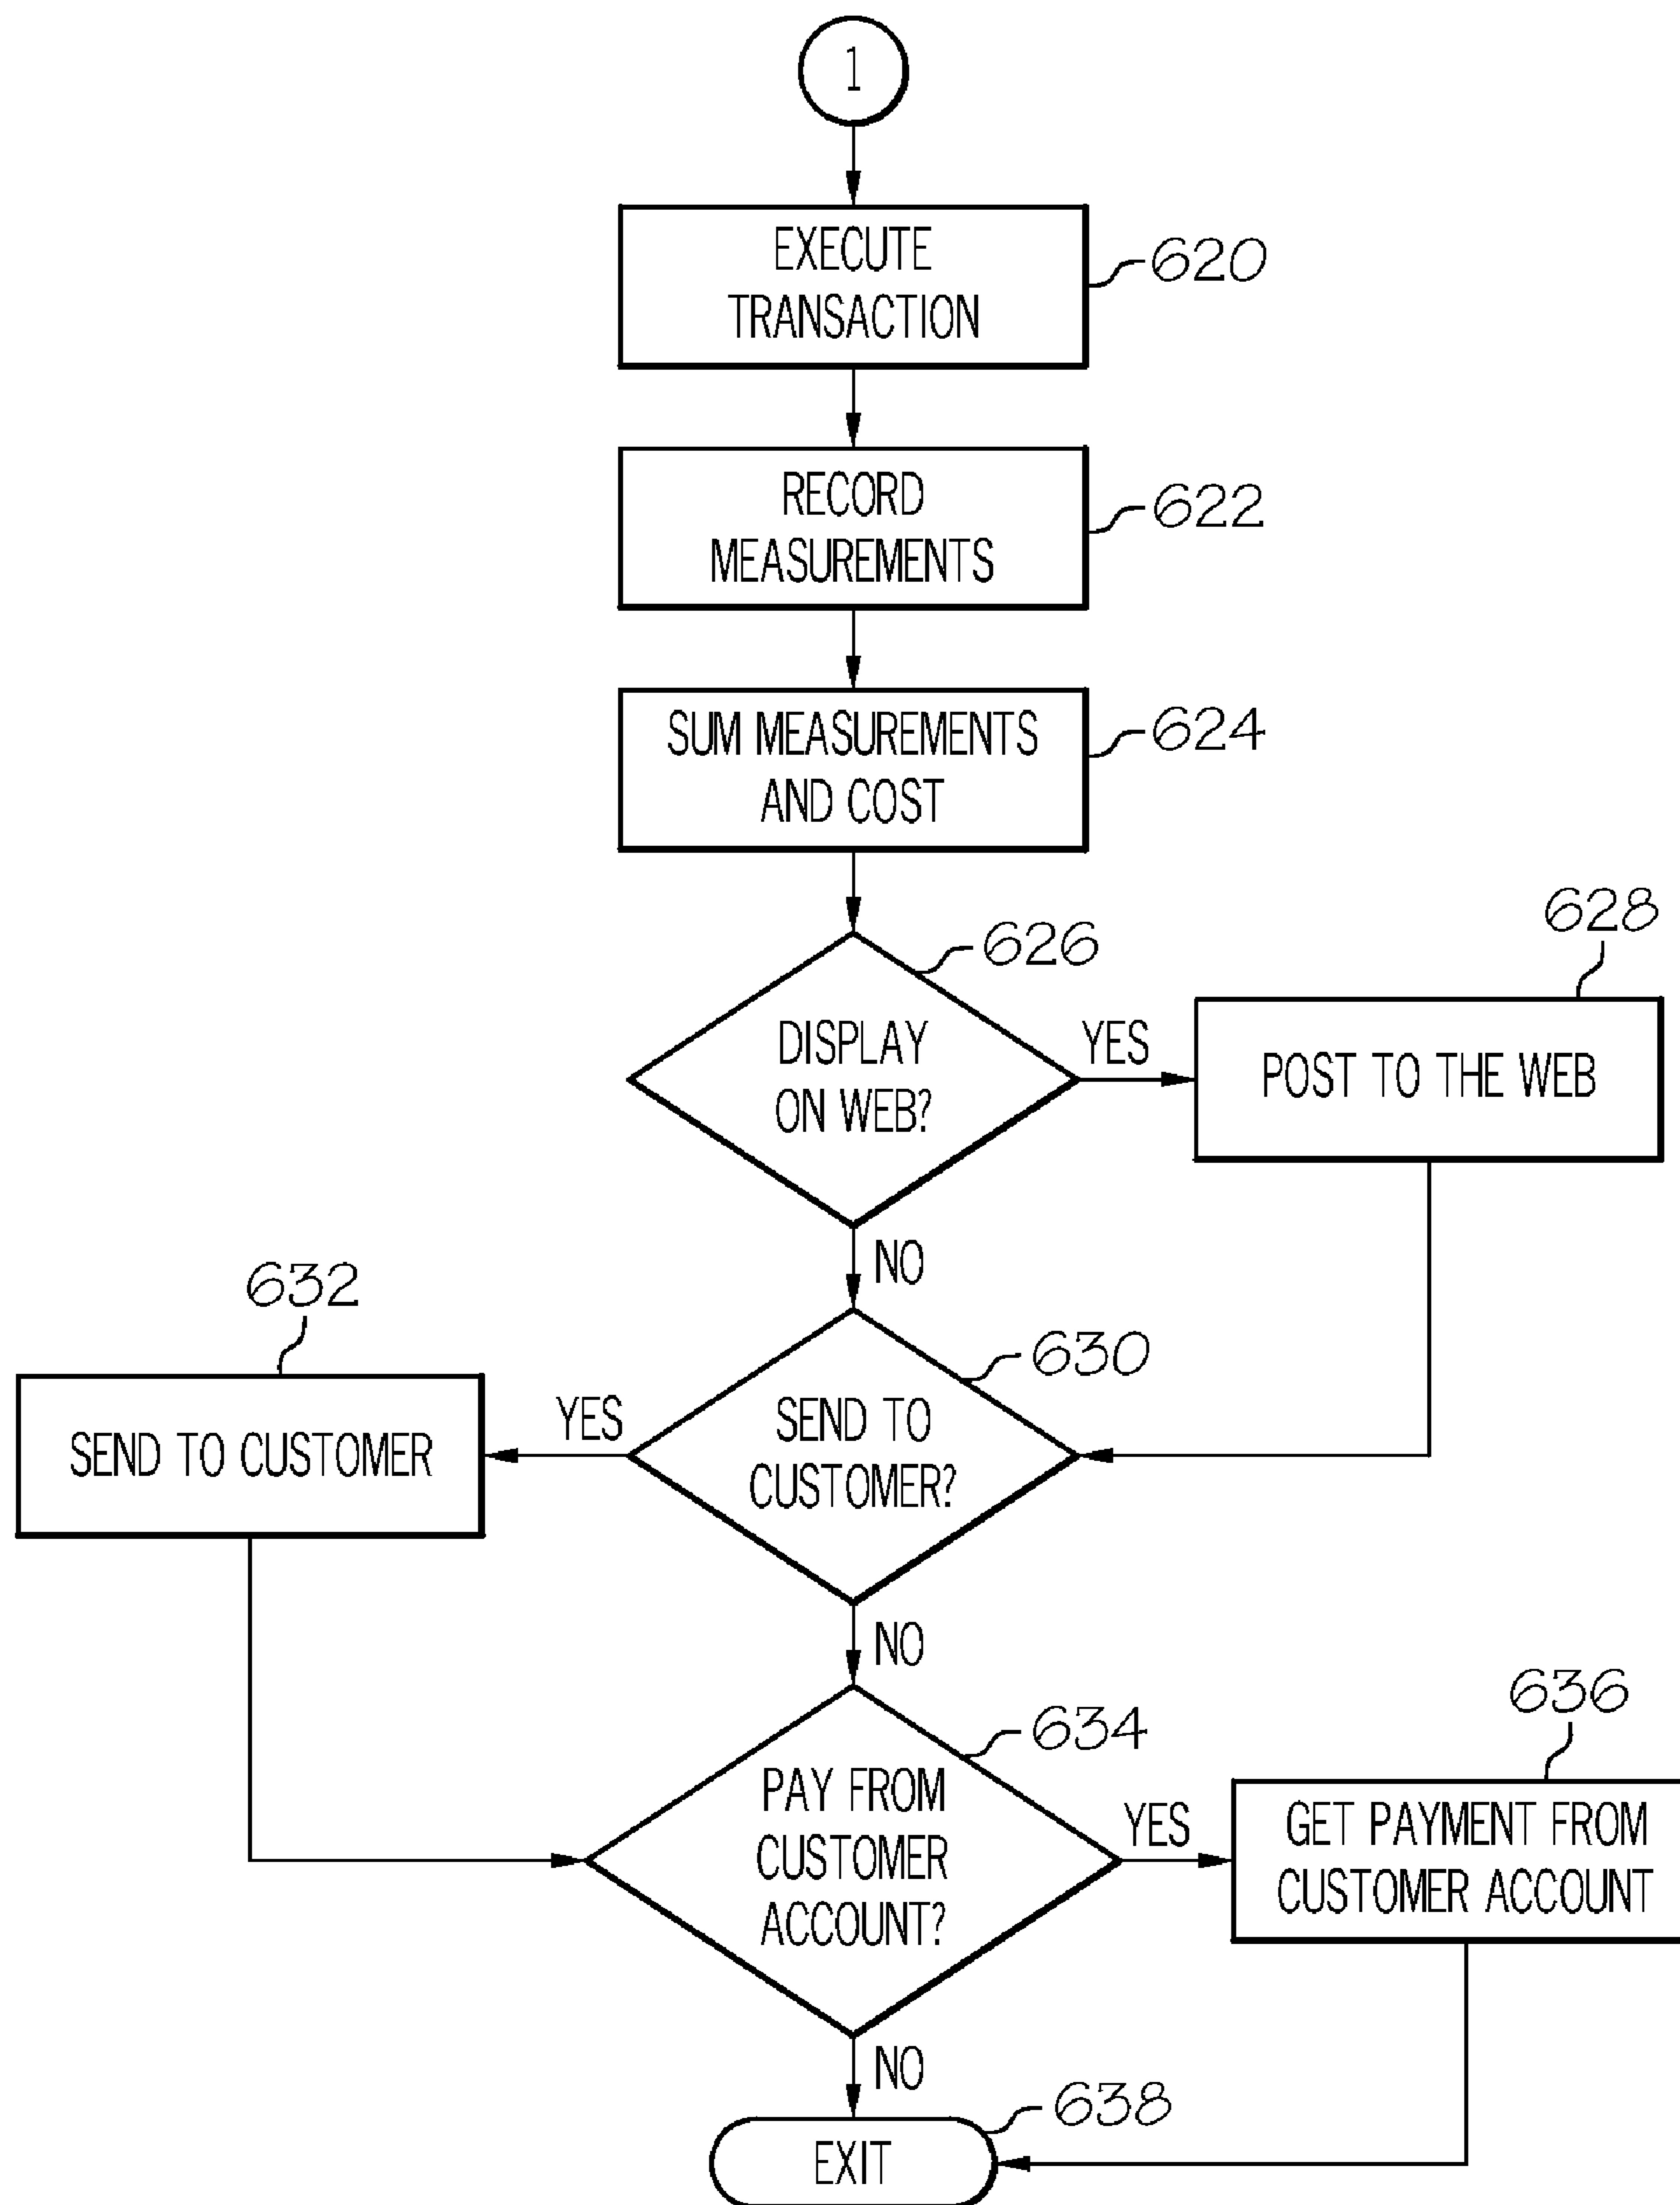 1
EXECUTE
TRANSACTION
620
RECORD
MEASUREMENTS
622
SUM MEASUREMENTS
AND COST
624
626
628
DISPLAY
ON WEB?
YES
POST TO THE WEB
NO
632
630
SEND TO
CUSTOMER?
YES
SEND TO CUSTOMER
NO
634
636
PAY FROM
CUSTOMER
ACCOUNT?
YES
GET PAYMENT FROM
CUSTOMER ACCOUNT
NO
638
EXIT